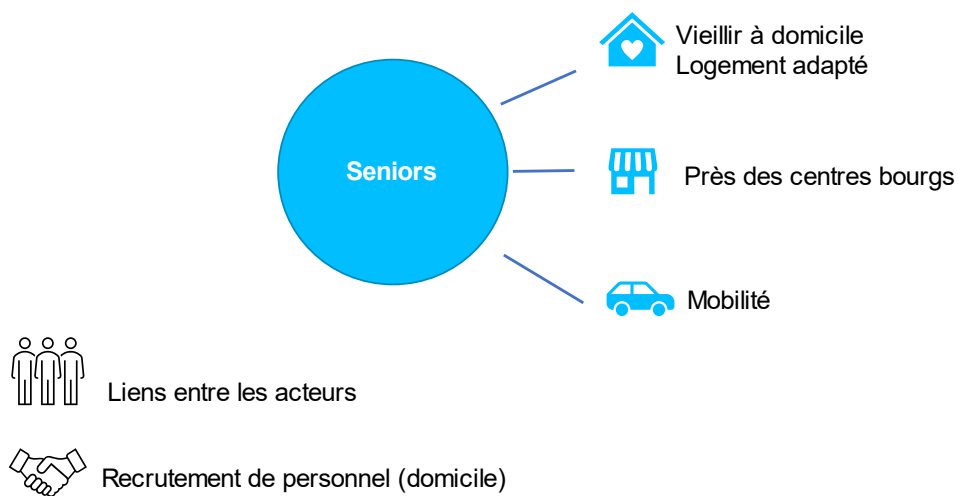 Vieillir à domicile
Logement adapté
Seniors
Près des centres bourgs
Mobilité
Liens entre les acteurs
Recrutement de personnel (domicile)